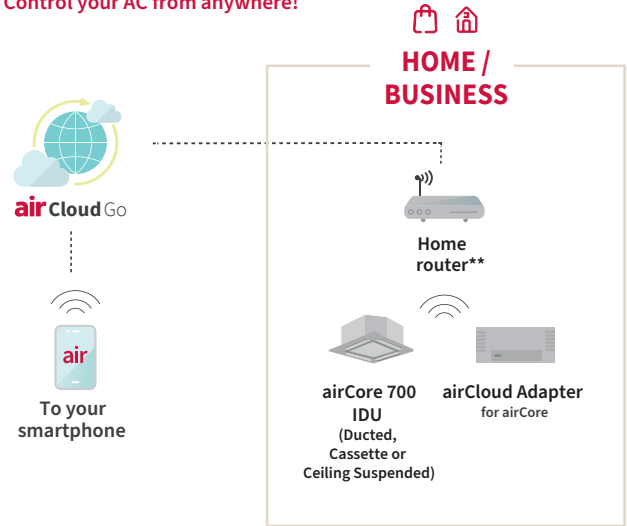 Control your AC from anywhere!
HOME /
BUSINESS
air Cloud Go
Home
router**
air
To your
smartphone
airCore 700
IDU
(Ducted,
Cassette or
Ceiling Suspended)
airCloud Adapter
for airCore